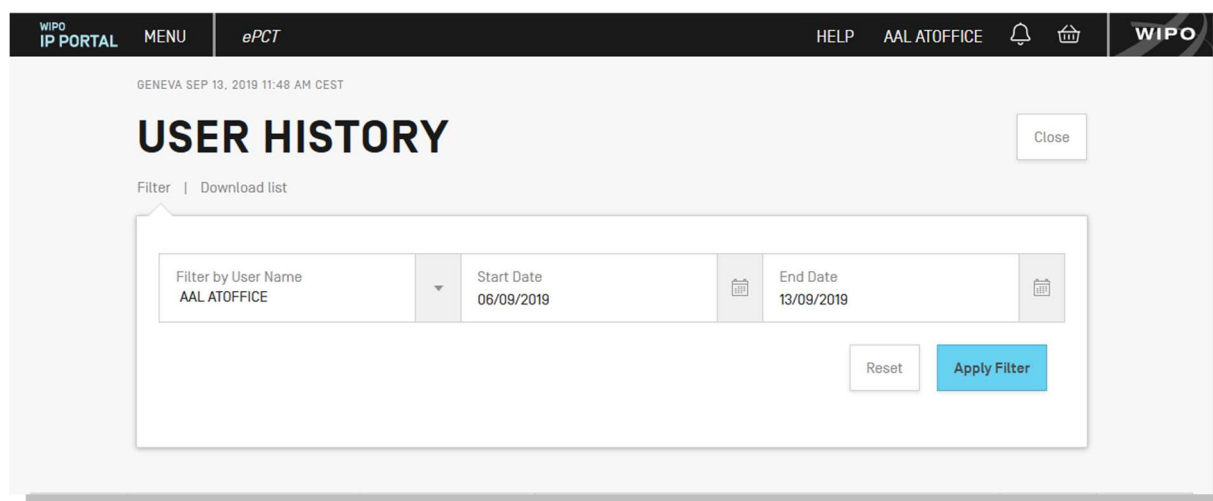 WIPO
IP PORTAL MENU ePCT HELP AAL ATOFFICE WIPO
GENEVA SEP 13, 2019 11:48 AM CEST
USER HISTORY
Close
Filter | Download list
Filter by User Name Start Date End Date
AAL ATOFFICE 06/09/2019 13/09/2019
Reset Apply Filter